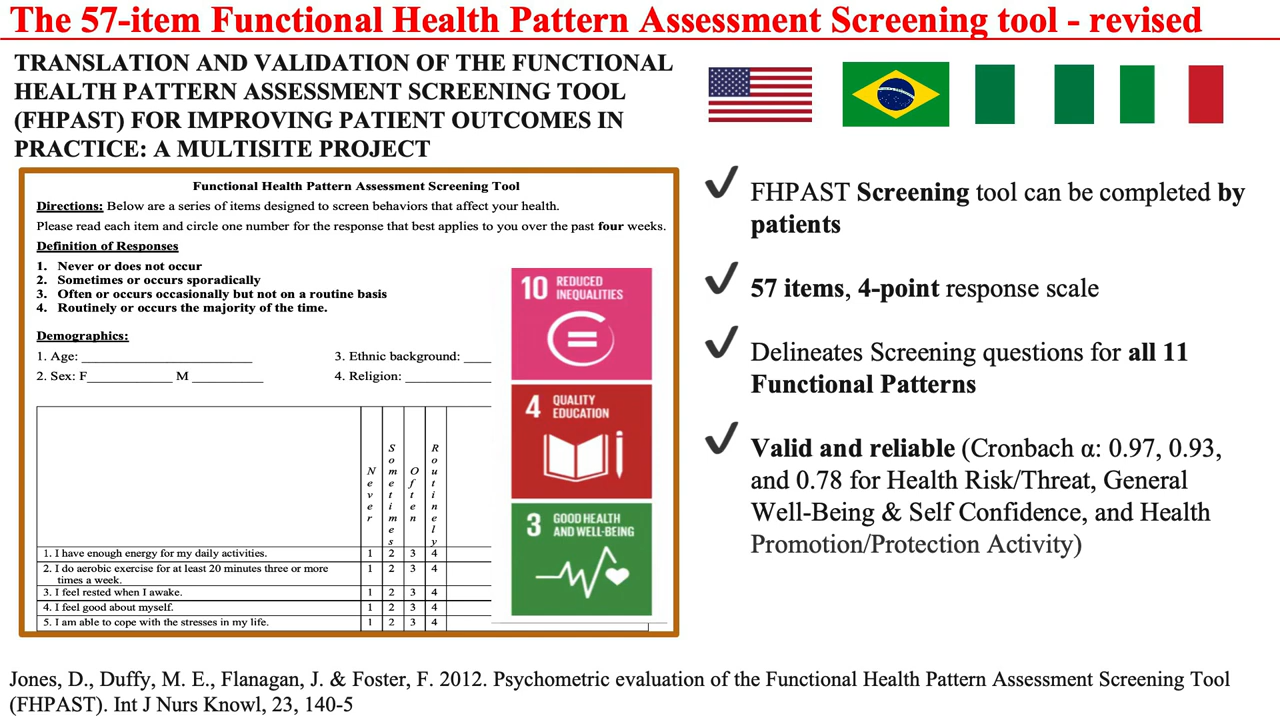 The 57-item Functional Health Pattern Assessment Screening tool - revised
TRANSLATION AND VALIDATION OF THE FUNCTIONAL
HEALTH PATTERN ASSESSMENT SCREENING TOOL
(FHPAST) FOR IMPROVING PATIENT OUTCOMES IN
PRACTICE: A MULTISITE PROJECT
Functional Health Pattern Assessment Screening Tool
Directions: Below are a series of items designed to screen behaviors that affect your health.
Please read each item and circle one number for the response that best applies to you over the past four weeks.
Definition of Responses
1. Never or does not occur
2. Sometimes or occurs sporadically
3. Often or occurs occasionally but not on a routine basis
4. Routinely or occurs the majority of the time.
Demographics:
1. Age: __________________________ 3. Ethnic background: ____
2. Sex: F_____________ M ___________ 4. Religion: _____________
Never Sometimes Often Routinely
1. I have enough energy for my daily activities. 1 2 3 4
2. I do aerobic exercise for at least 20 minutes three or more 1 2 3 4
times a week.
3. I feel rested when I awake. 1 2 3 4
4. I feel good about myself. 1 2 3 4
5. I am able to cope with the stresses in my life. 1 2 3 4
10 REDUCED
INEQUALITIES
4 QUALITY
EDUCATION
3 GOOD HEALTH
AND WELL-BEING
✓ FHPAST Screening tool can be completed by
patients
✓ 57 items, 4-point response scale
✓ Delineates Screening questions for all 11
Functional Patterns
✓ Valid and reliable (Cronbach α: 0.97, 0.93,
and 0.78 for Health Risk/Threat, General
Well-Being & Self Confidence, and Health
Promotion/Protection Activity)
Jones, D., Duffy, M. E., Flanagan, J. & Foster, F. 2012. Psychometric evaluation of the Functional Health Pattern Assessment Screening Tool
(FHPAST). Int J Nurs Knowl, 23, 140-5